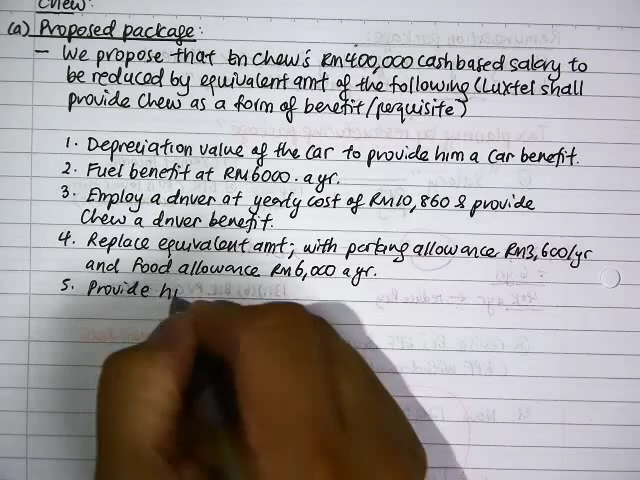 Chew:
(a) Proposed package:
- We propose that En Chew's RM400,000 cash based salary to
be reduced by equivalent amt of the following (Luxtel shall
provide Chew as a form of benefit/perquisite)
1. Depreciation value of the car to provide him a car benefit.
2. Fuel benefit at RM6000. a yr.
3. Employ a driver at yearly cost of RM10,860 & provide
Chew a driver benefit.
4. Replace equivalent amt; with parking allowance RM3,600/yr
and Food allowance RM6,000 a yr.
5. Provide hi